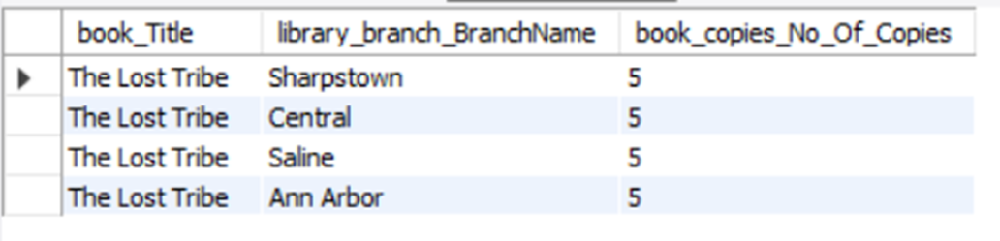 book_Title library_branch_BranchName book_copies_No_Of_Copies
The Lost Tribe Sharpstown 5
The Lost Tribe Central 5
The Lost Tribe Saline 5
The Lost Tribe Ann Arbor 5